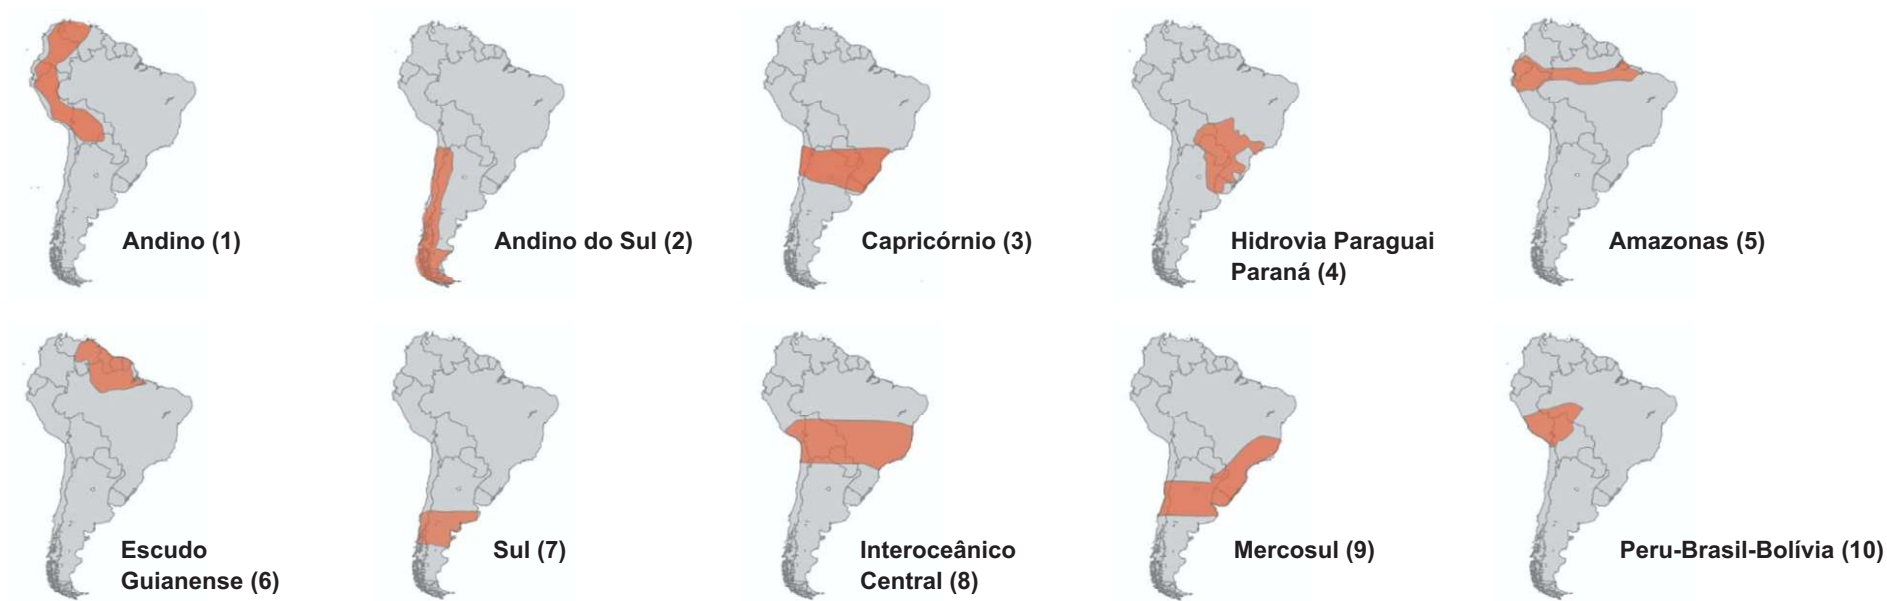 Andino (1)
Andino do Sul (2)
Capricórnio (3)
Hidrovia Paraguai
Paraná (4)
Amazonas (5)
Escudo
Guianense (6)
Sul (7)
Interoceânico
Central (8)
Mercosul (9)
Peru-Brasil-Bolívia (10)